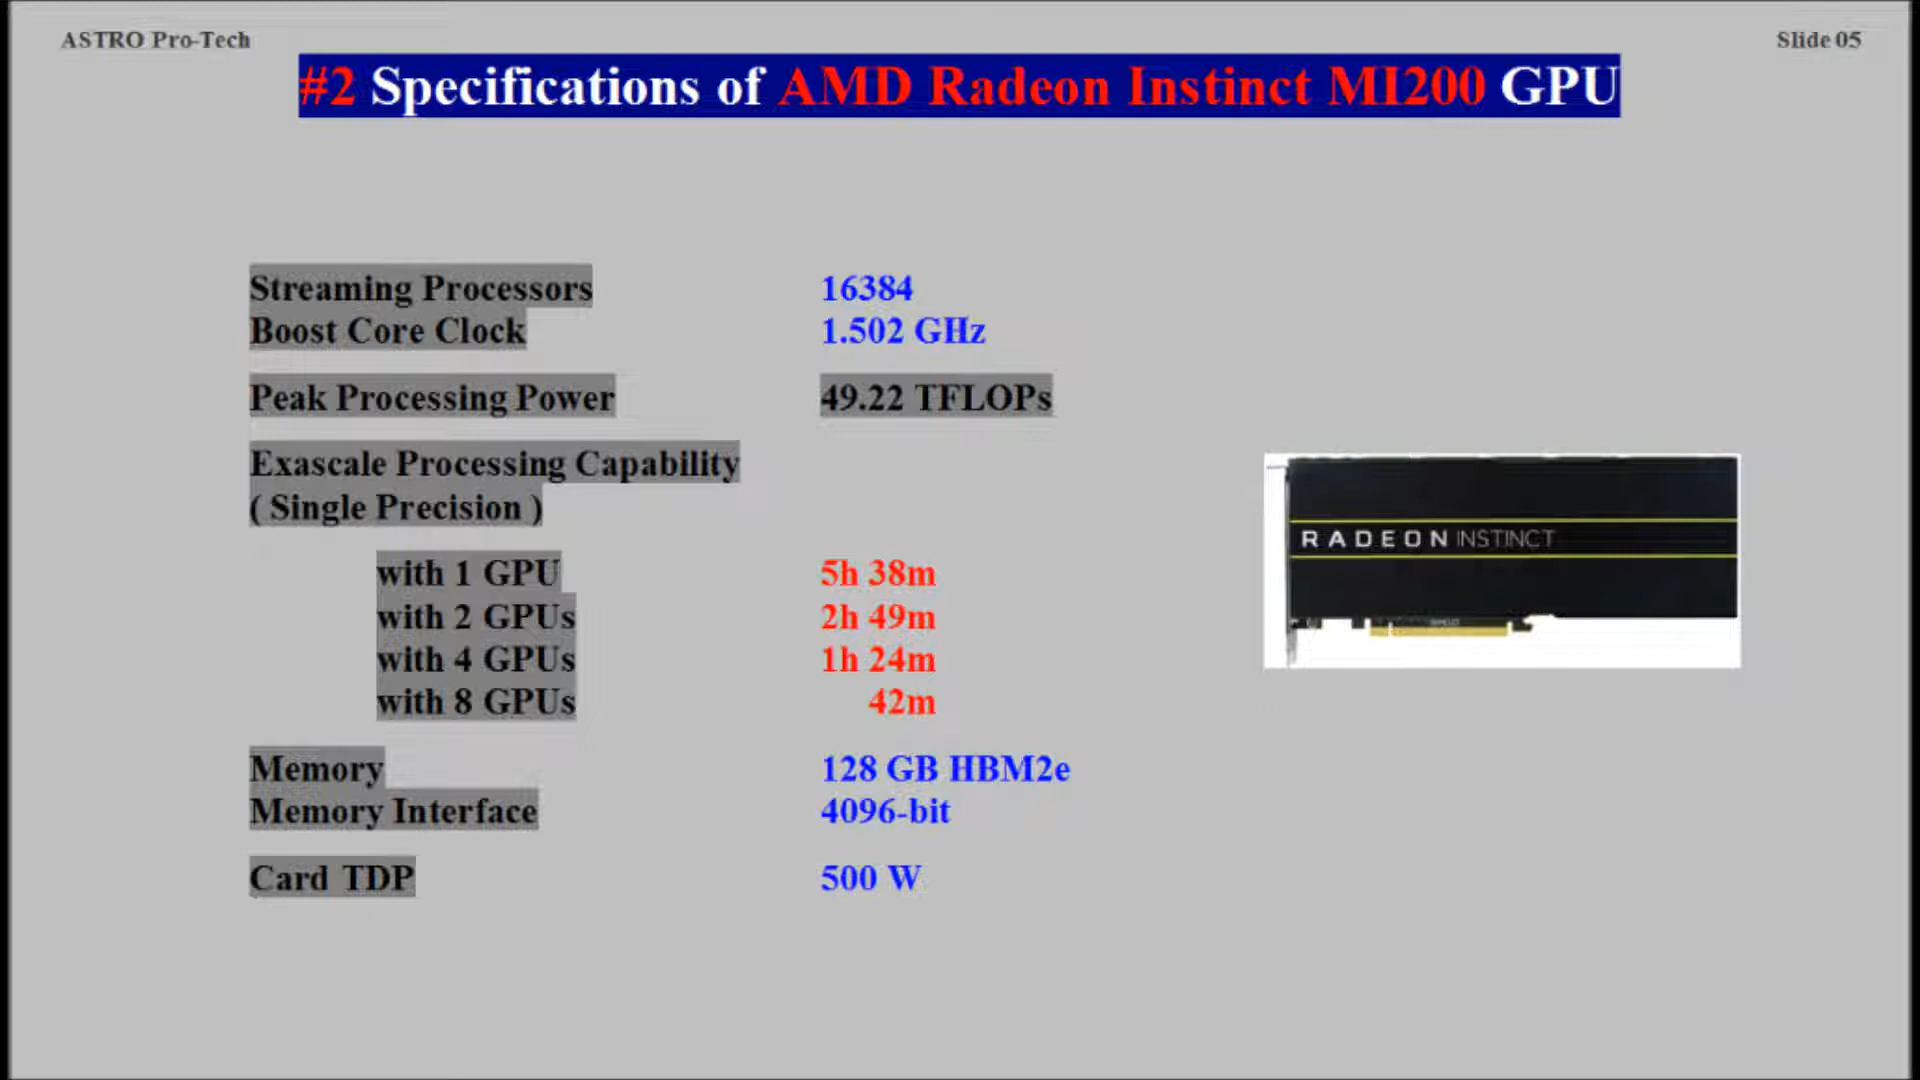 ASTRO Pro-Tech
Slide 05
#2 Specifications of AMD Radeon Instinct MI200 GPU
Streaming Processors 16384
Boost Core Clock 1.502 GHz
Peak Processing Power 49.22 TFLOPs
Exascale Processing Capability
( Single Precision )
with 1 GPU 5h 38m
with 2 GPUs 2h 49m
with 4 GPUs 1h 24m
with 8 GPUs 42m
RADEON INSTINCT
Memory 128 GB HBM2e
Memory Interface 4096-bit
Card TDP 500 W